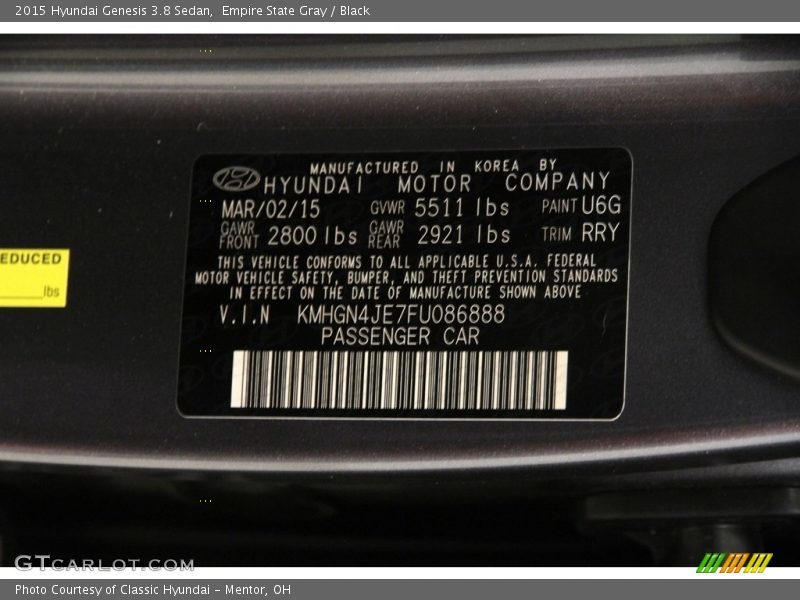 2015 Hyundai Genesis 3.8 Sedan, Empire State Gray / Black
MANUFACTURED IN KOREA BY
HYUNDAI MOTOR COMPANY
MAR/02/15 GVWR 5511 lbs PAINT U6G
GAWR FRONT 2800 lbs GAWR REAR 2921 lbs TRIM RRY
THIS VEHICLE CONFORMS TO ALL APPLICABLE U.S.A. FEDERAL
MOTOR VEHICLE SAFETY, BUMPER, AND THEFT PREVENTION STANDARDS
IN EFFECT ON THE DATE OF MANUFACTURE SHOWN ABOVE
V.I.N KMHGN4JE7FU086888
PASSENGER CAR
EDUCED
lbs
GTCARLOT.COM
Photo Courtesy of Classic Hyundai - Mentor, OH